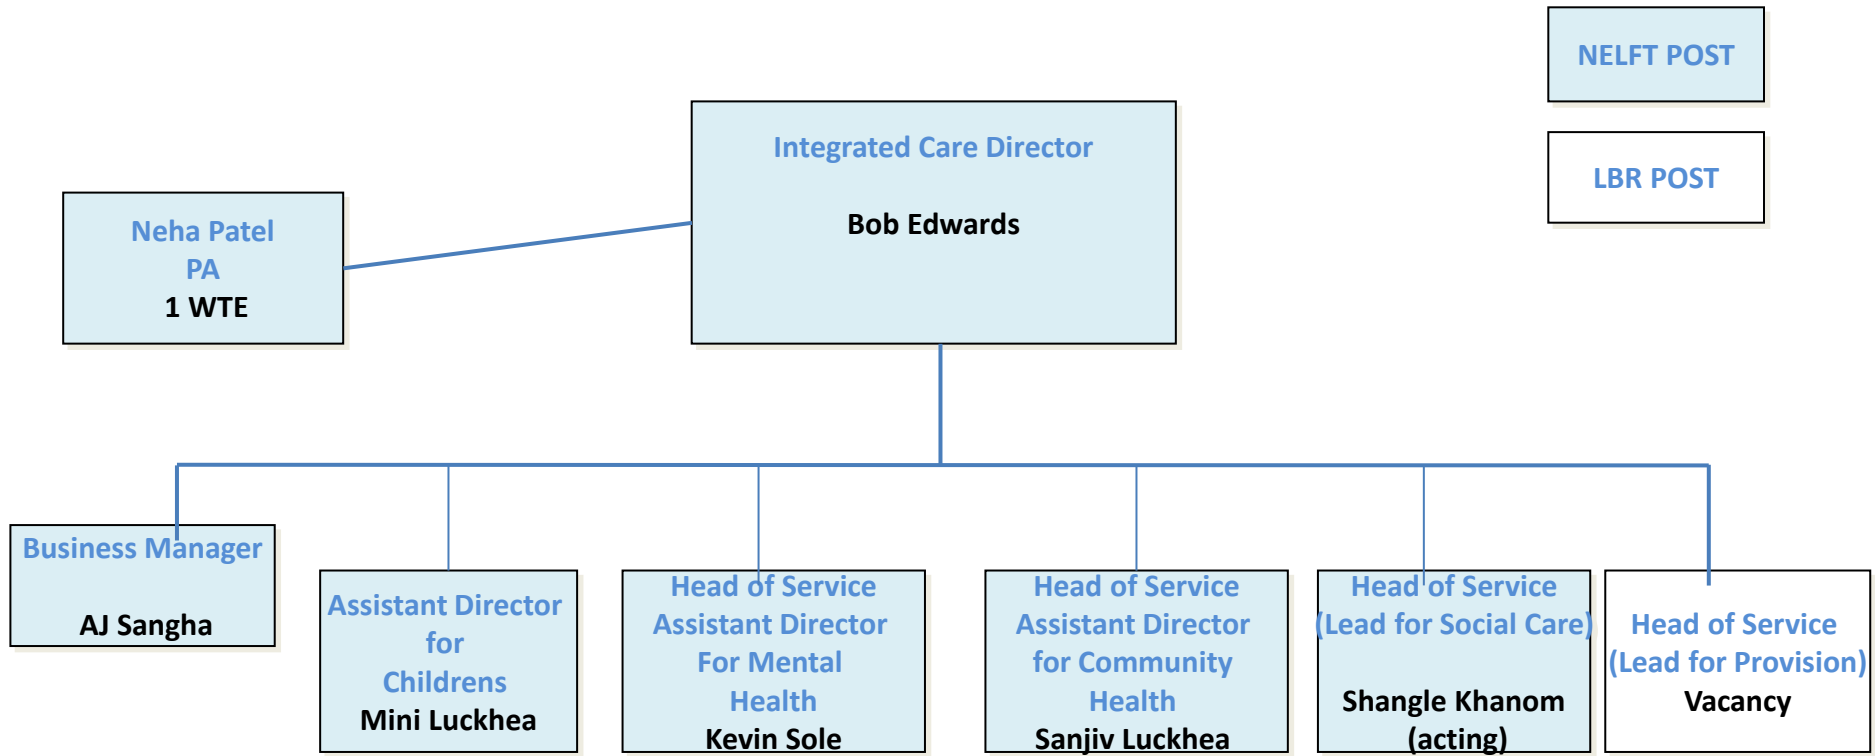 NELFT POST
LBR POST
Integrated Care Director
Bob Edwards
Neha Patel
PA
1 WTE
Business Manager
AJ Sangha
Assistant Director
for
Childrens
Mini Luckhea
Head of Service
Assistant Director
For Mental
Health
Kevin Sole
Head of Service
Assistant Director
for Community
Health
Sanjiv Luckhea
Head of Service
(Lead for Social Care)
Shangle Khanom
(acting)
Head of Service
(Lead for Provision)
Vacancy